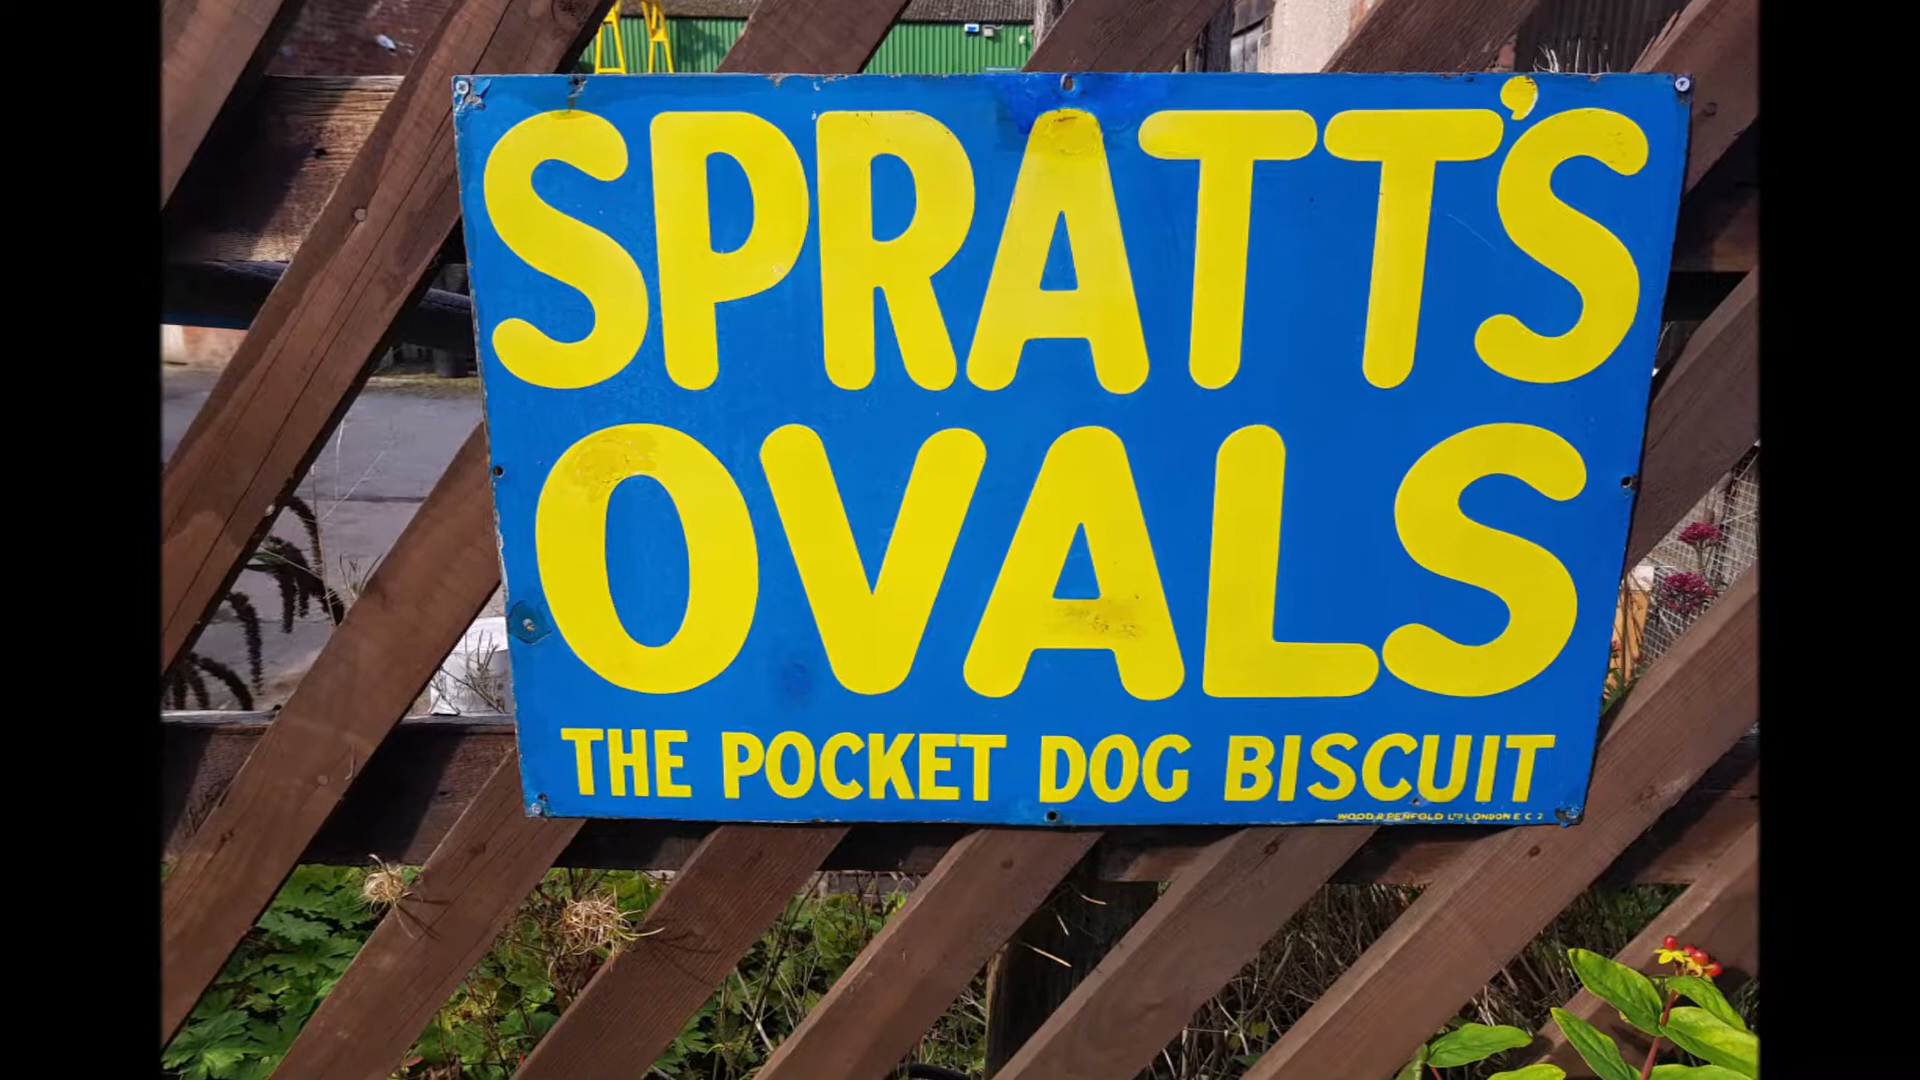 SPRATT'S
OVALS
THE POCKET DOG BISCUIT
WOOD & PENFOLD LTD LONDON E C 2